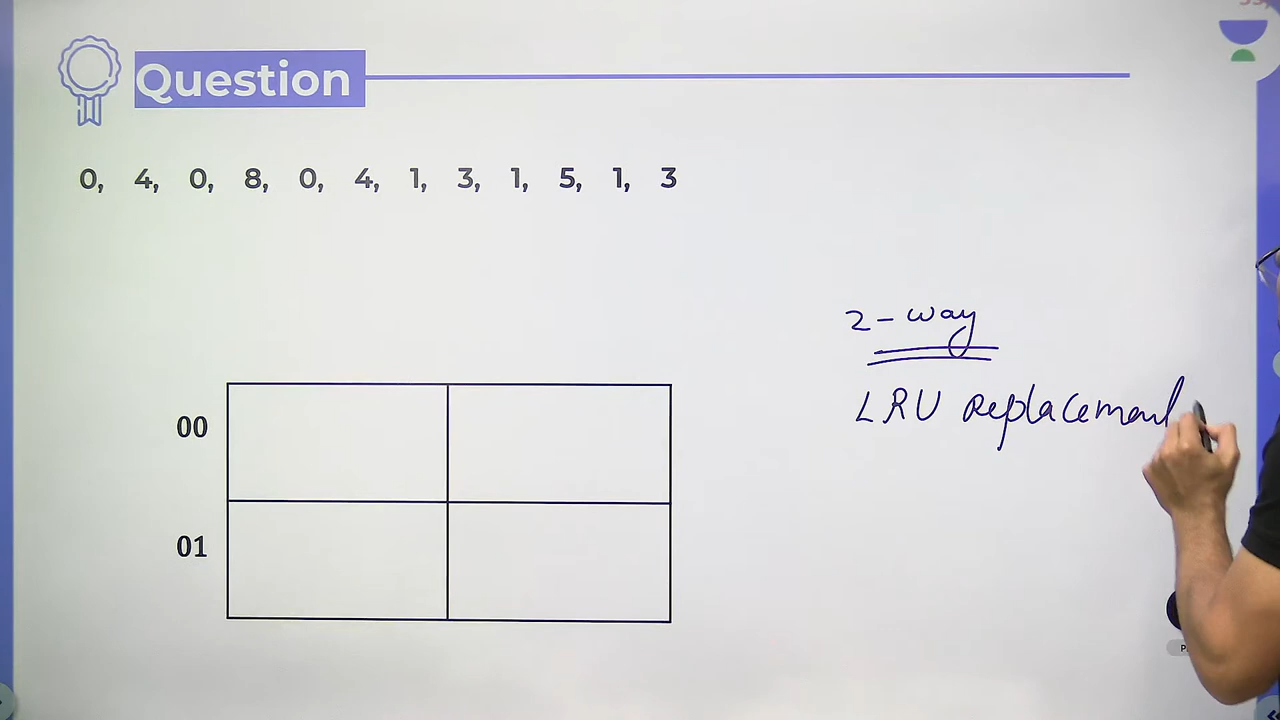 Question
0, 4, 0, 8, 0, 4, 1, 3, 1, 5, 1, 3
2-way
LRU replacement
00
01